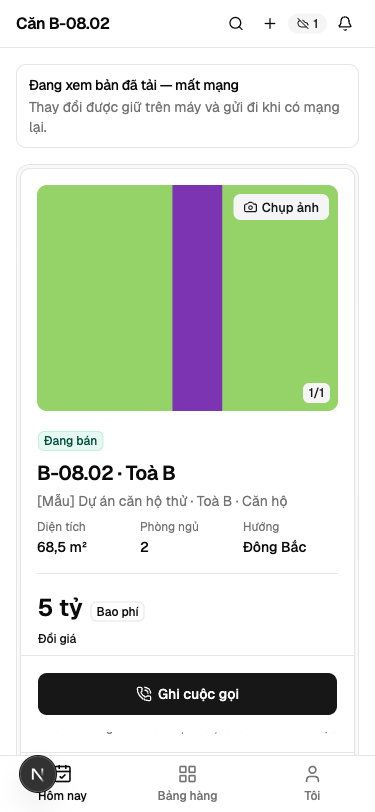 Căn B-08.02
1
Đang xem bản đã tải — mất mạng
Thay đổi được giữ trên máy và gửi đi khi có mạng
lại.
Chụp ảnh
1/1
Đang bán
B-08.02 · Toà B
[Mẫu] Dự án căn hộ thử · Toà B · Căn hộ
Diện tích
Phòng ngủ
Hướng
68,5 m²
2
Đông Bắc
5 tỷ
Bao phí
Đổi giá
Ghi cuộc gọi
N
Hôm nay
Bảng hàng
Tôi